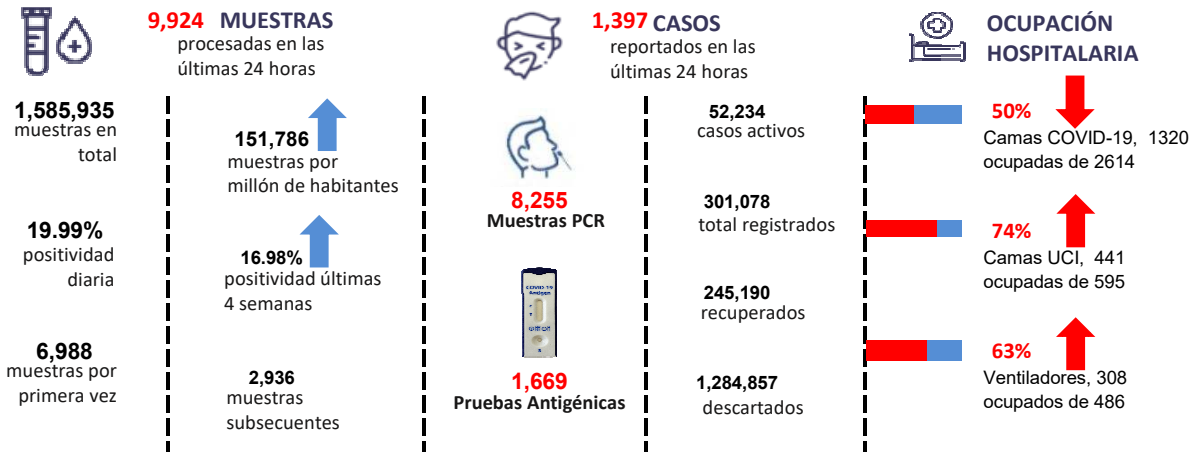 9,924 MUESTRAS
procesadas en las
últimas 24 horas
1,585,935
muestras en
total
151,786
muestras por
millón de habitantes
19.99%
positividad
diaria
16.98%
positividad últimas
4 semanas
6,988
muestras por
primera vez
2,936
muestras
subsecuentes
1,397 CASOS
reportados en las
últimas 24 horas
8,255
Muestras PCR
COVID-19
Antigen
C
T
S
1,669
Pruebas Antigénicas
52,234
casos activos
301,078
total registrados
245,190
recuperados
1,284,857
descartados
OCUPACIÓN
HOSPITALARIA
50%
Camas COVID-19, 1320
ocupadas de 2614
74%
Camas UCI, 441
ocupadas de 595
63%
Ventiladores, 308
ocupados de 486